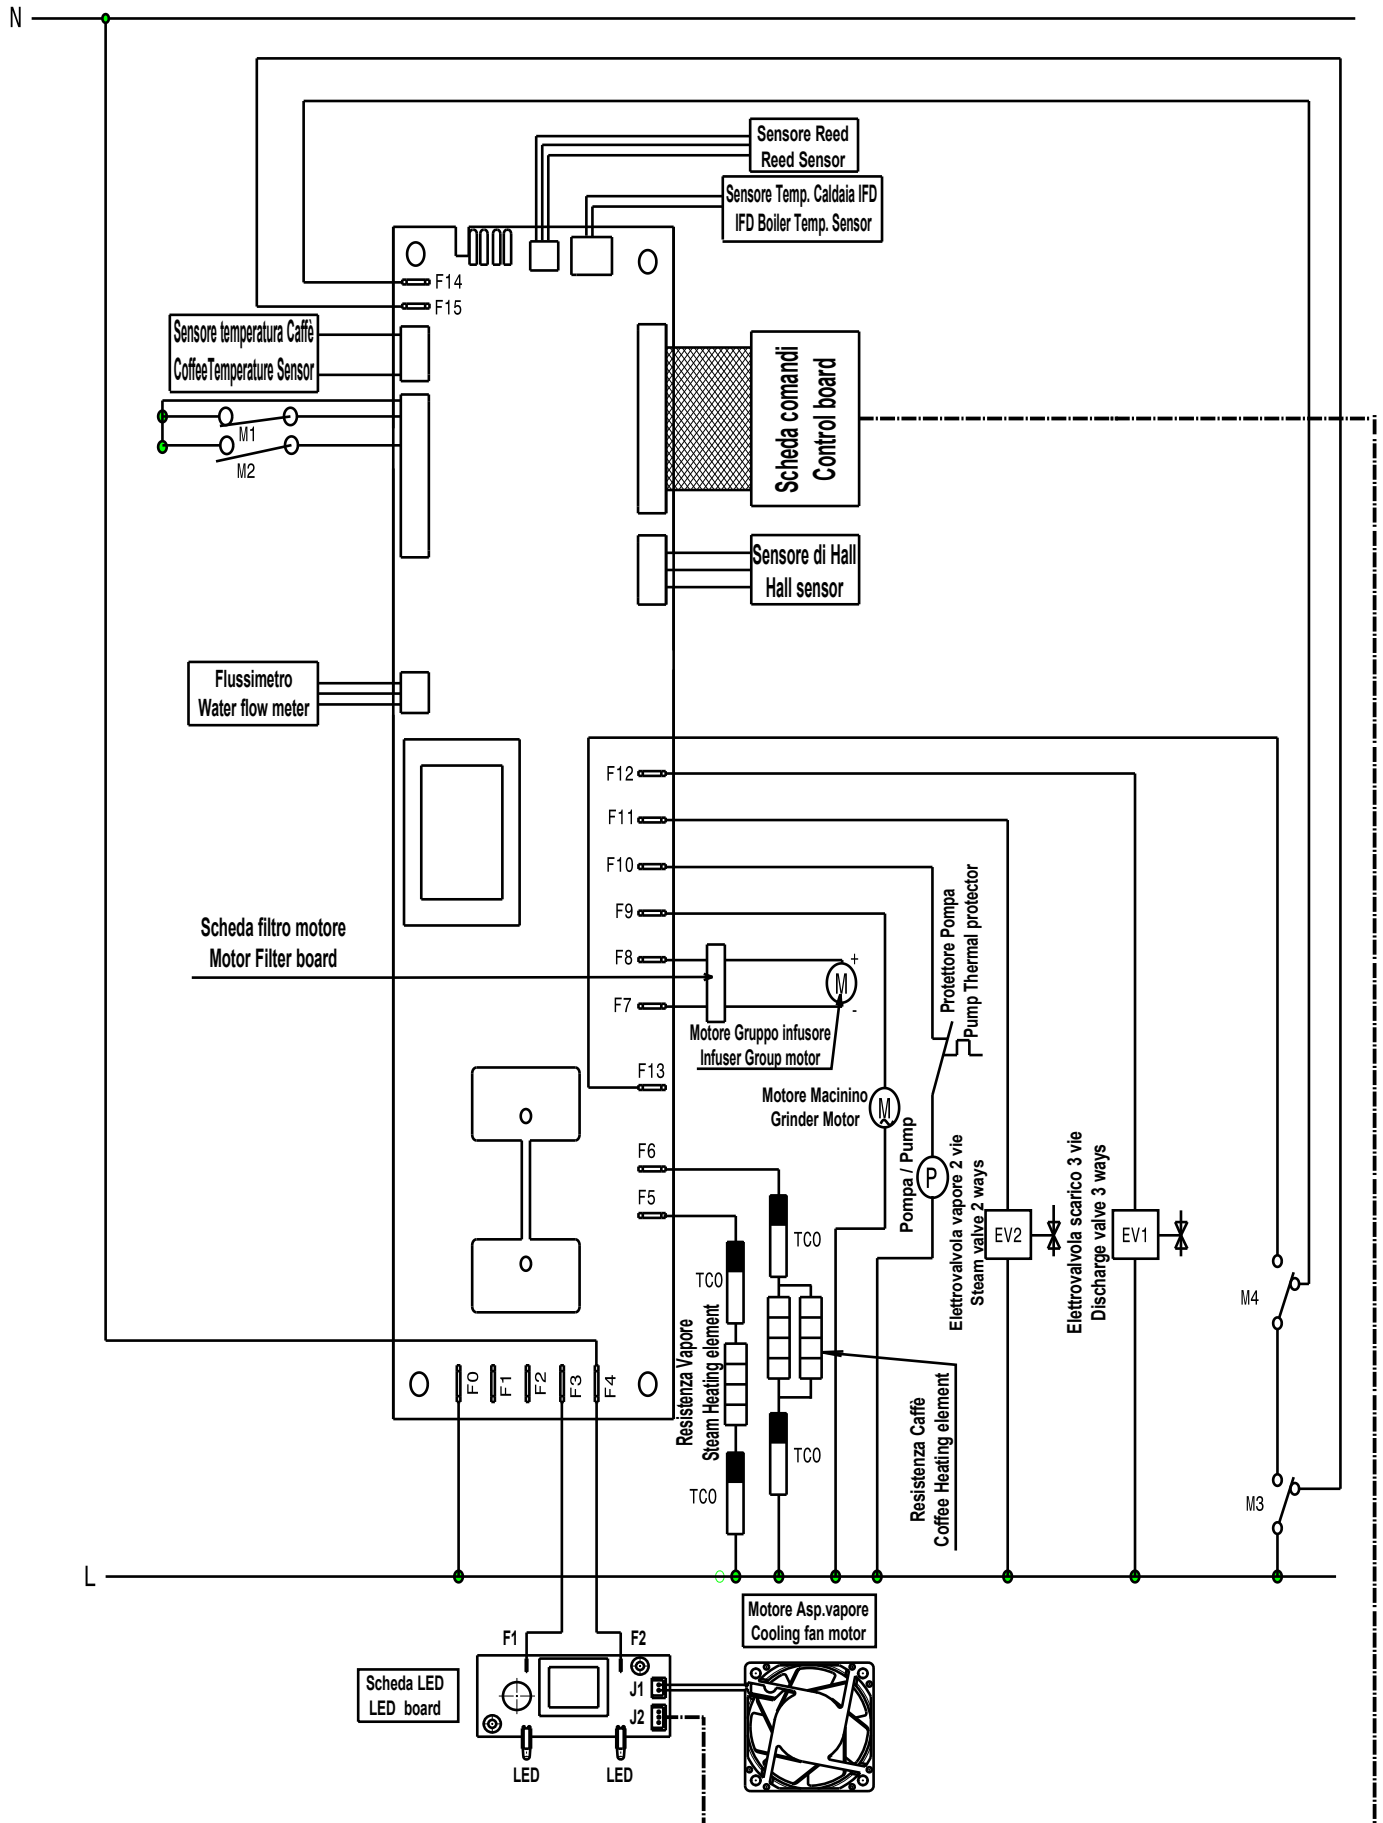 N
Sensore Reed
Reed Sensor
Sensore Temp. Caldaia IFD
IFD Boiler Temp. Sensor
F14
F15
Sensore temperatura Caffè
CoffeeTemperature Sensor
Scheda comandi
Control board
M1
M2
Sensore di Hall
Hall sensor
Flussimetro
Water flow meter
F12
F11
F10
F9
Scheda filtro motore
Motor Filter board
F8
F7
M
+
-
Protettore Pompa
Pump Thermal protector
Motore Gruppo infusore
Infuser Group motor
F13
Motore Macinino
Grinder Motor
M
Pompa / Pump
P
Elettrovalvola vapore 2 vie
Steam valve 2 ways
EV2
Elettrovalvola scarico 3 vie
Discharge valve 3 ways
EV1
F6
F5
TCO
TCO
Resistenza Vapore
Steam Heating element
M4
F0
F1
F2
F3
F4
Resistenza Caffè
Coffee Heating element
TCO
TCO
M3
L
Motore Asp.vapore
Cooling fan motor
F1
F2
Scheda LED
LED board
J1
J2
LED
LED